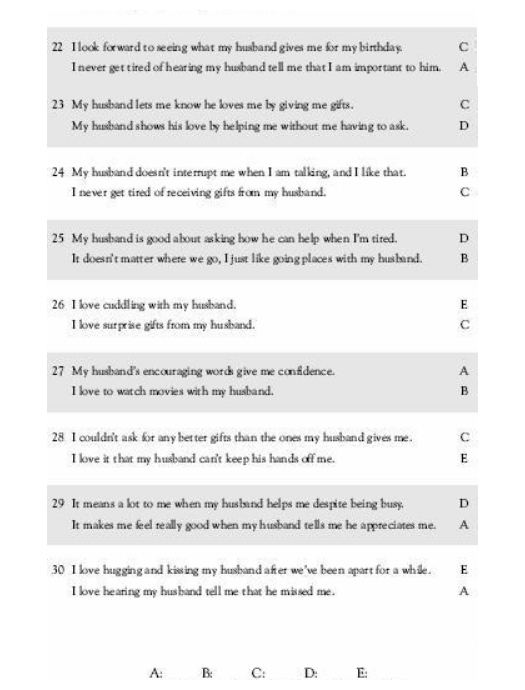 22 I look forward to seeing what my husband gives me for my birthday. C
I never get tired of hearing my husband tell me that I am important to him. A
23 My husband lets me know he loves me by giving me gifts. C
My husband shows his love by helping me without me having to ask. D
24 My husband doesn't interrupt me when I am talking, and I like that. B
I never get tired of receiving gifts from my husband. C
25 My husband is good about asking how he can help when I'm tired. D
It doesn't matter where we go, I just like going places with my husband. B
26 I love cuddling with my husband. E
I love surprise gifts from my husband. C
27 My husband's encouraging words give me confidence. A
I love to watch movies with my husband. B
28 I couldn't ask for any better gifts than the ones my husband gives me. C
I love it that my husband can't keep his hands off me. E
29 It means a lot to me when my husband helps me despite being busy. D
It makes me feel really good when my husband tells me he appreciates me. A
30 I love hugging and kissing my husband after we've been apart for a while. E
I love hearing my husband tell me that he missed me. A
A: B: C: D: E: